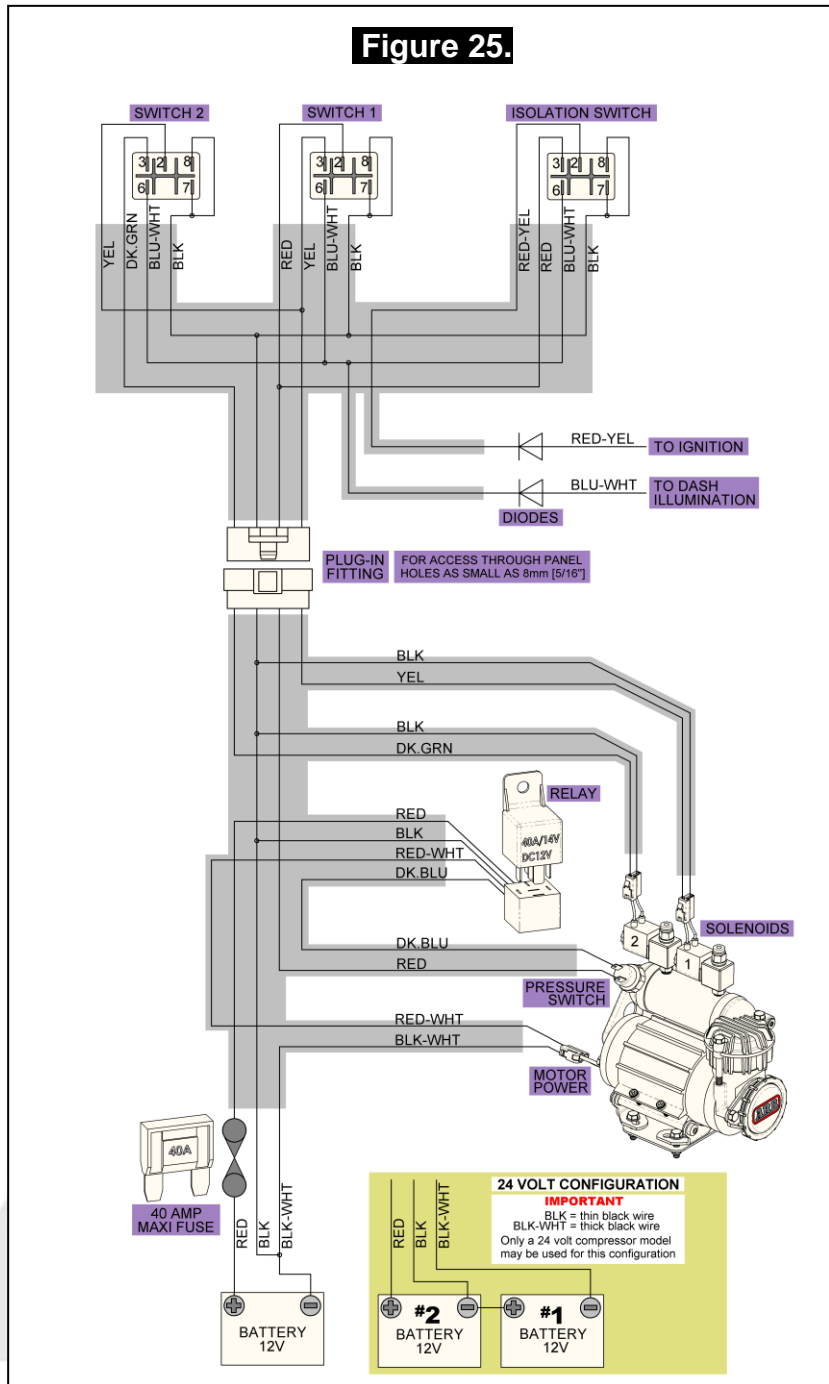 Figure 25.
SWITCH 2
SWITCH 1
ISOLATION SWITCH
3 2 8
6 7
3 2 8
6 7
3 2 8
6 7
YEL
DK.GRN
BLU-WHT
BLK
RED
YEL
BLU-WHT
BLK
RED-YEL
RED
BLU-WHT
BLK
RED-YEL
TO IGNITION
BLU-WHT
TO DASH
ILLUMINATION
DIODES
PLUG-IN
FITTING
FOR ACCESS THROUGH PANEL
HOLES AS SMALL AS 8mm [5/16"]
BLK
YEL
BLK
DK.GRN
RED
BLK
RED-WHT
DK.BLU
RELAY
40A/14V
DC12V
SOLENOIDS
2
1
DK.BLU
RED
PRESSURE
SWITCH
RED-WHT
BLK-WHT
MOTOR
POWER
ARB
40A
40 AMP
MAXI FUSE
RED
BLK
BLK-WHT
BATTERY
12V
24 VOLT CONFIGURATION
IMPORTANT
BLK = thin black wire
BLK-WHT = thick black wire
Only a 24 volt compressor model
may be used for this configuration
RED
BLK
BLK-WHT
#2
BATTERY
12V
#1
BATTERY
12V